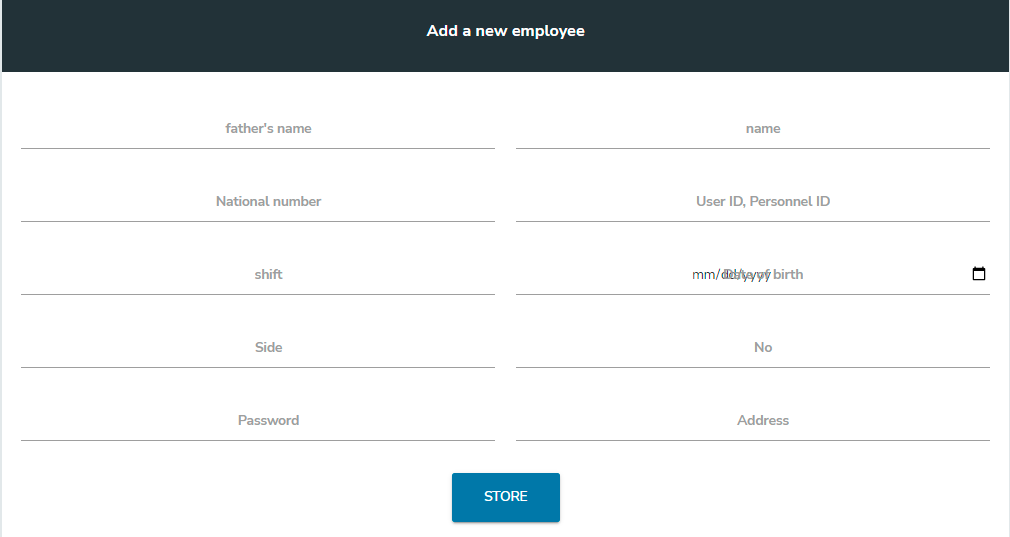 Add a new employee
father's name
name
National number
User ID, Personnel ID
shift
mm/dd/yyyy
Date of birth
Side
No
Password
Address
STORE